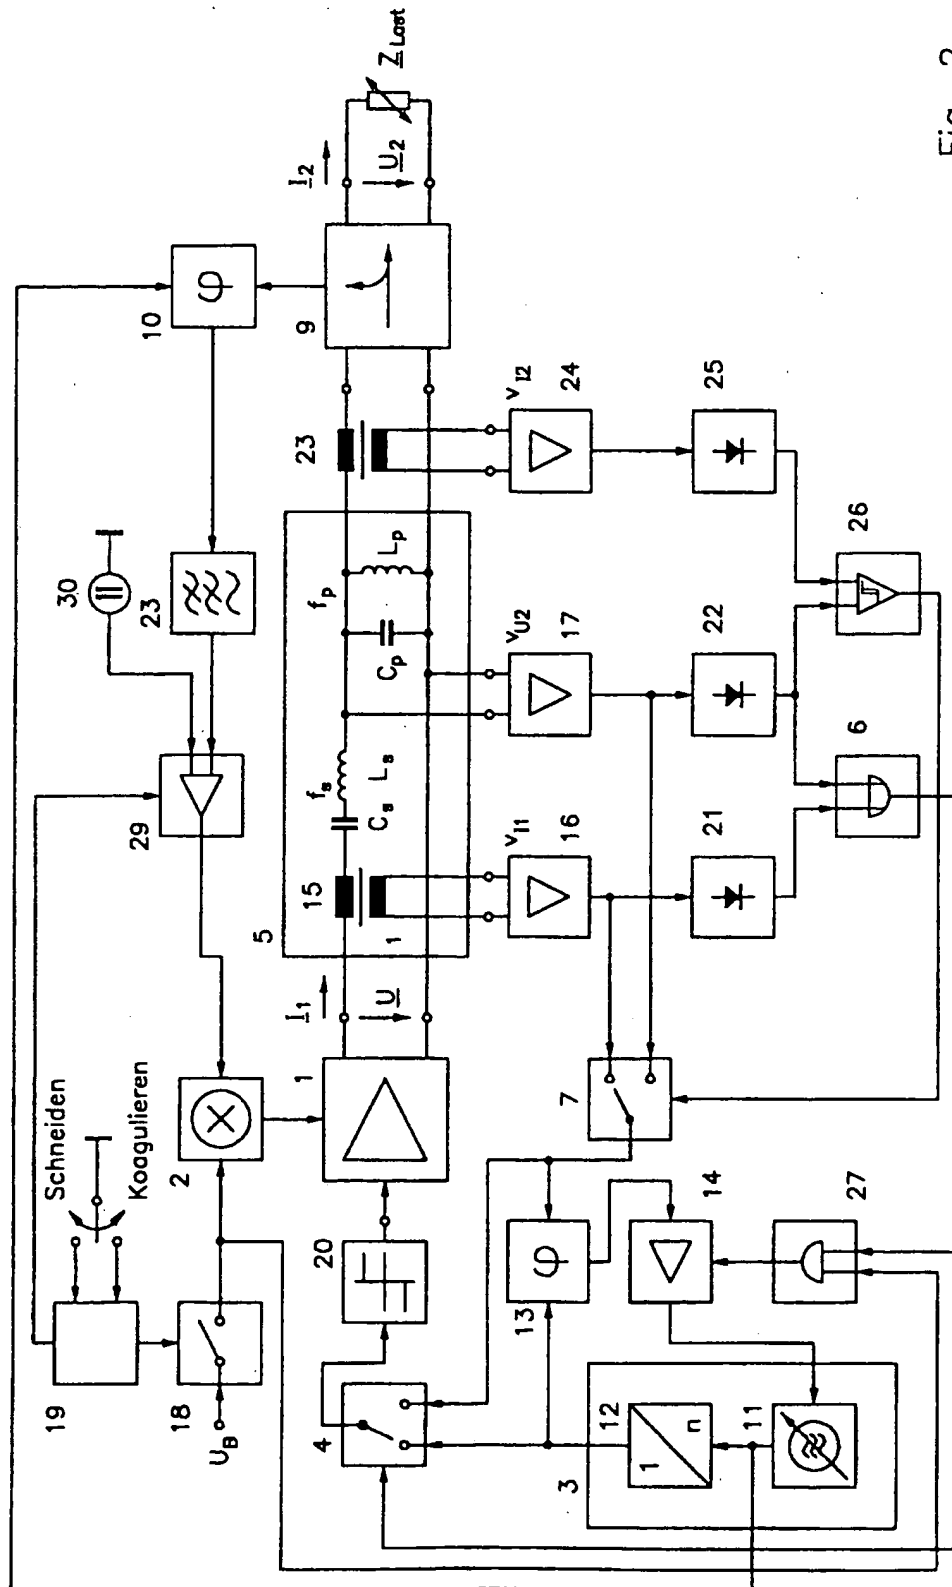 Schneiden
Koagulieren
19
18
U_B
2
29
30
23
10
20
4
1
I_1
U
5
15
1
f_s
C_s
L_s
f_p
C_p
L_p
23
9
I_2
U_2
Z_Last
v_I1
16
v_U2
17
v_I2
24
21
22
25
6
26
7
13
φ
14
27
3
12
1
n
11
φ
Fig. 2